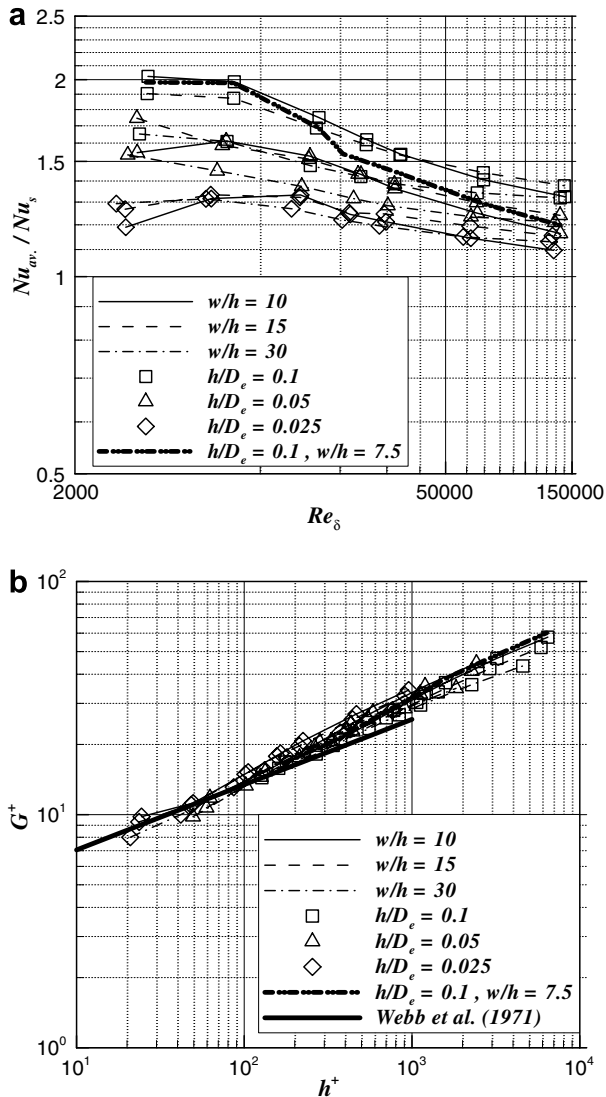 a
2.5
2
1.5
1
0.5
Nu_av. / Nu_s
w/h = 10
w/h = 15
w/h = 30
h/D_e = 0.1
h/D_e = 0.05
h/D_e = 0.025
h/D_e = 0.1 , w/h = 7.5
2000
50000
150000
Re_δ
b
10^2
10^1
10^0
G^+
w/h = 10
w/h = 15
w/h = 30
h/D_e = 0.1
h/D_e = 0.05
h/D_e = 0.025
h/D_e = 0.1 , w/h = 7.5
Webb et al. (1971)
10^1
10^2
10^3
10^4
h^+